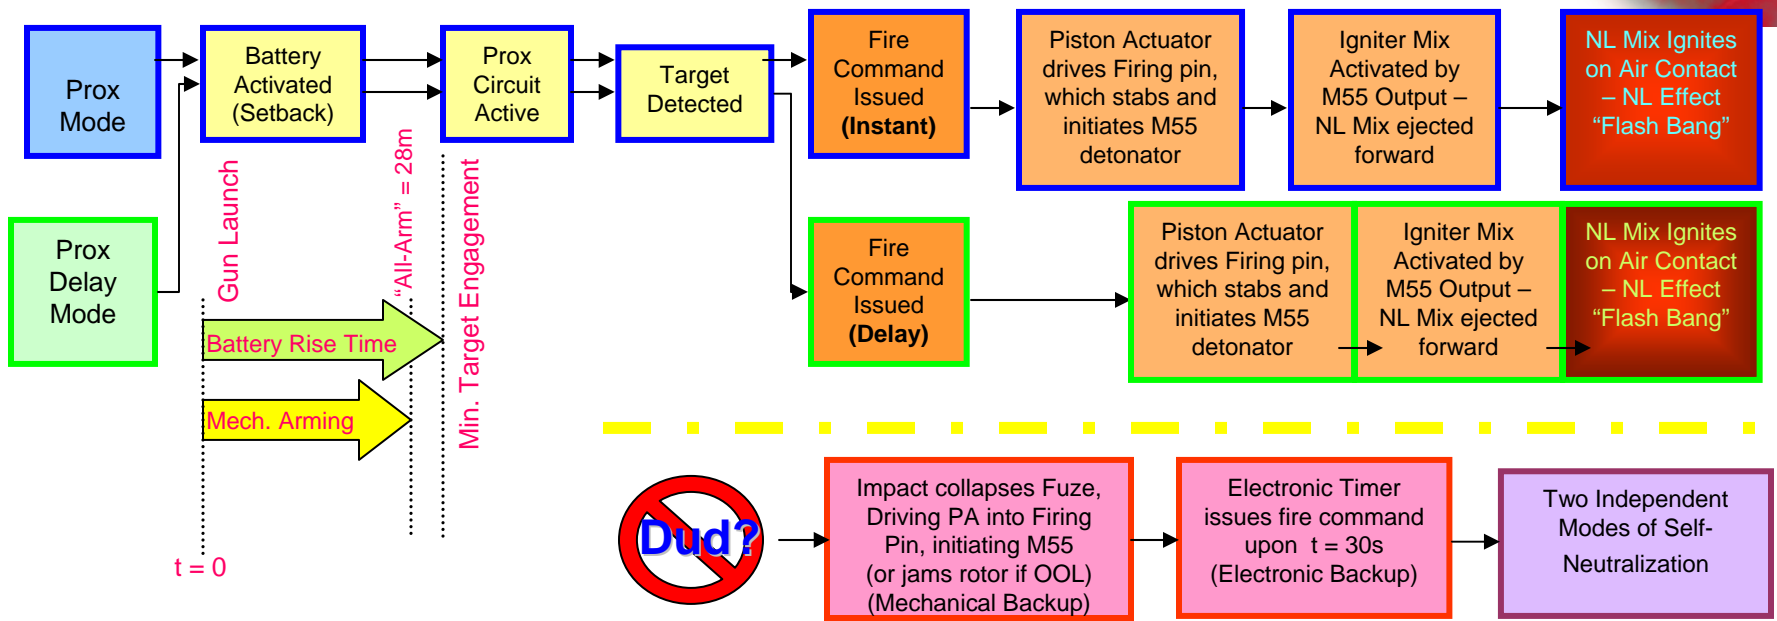 Prox
Mode
Battery
Activated
(Setback)
Prox
Circuit
Active
Target
Detected
Fire
Command
Issued
(Instant)
Piston Actuator
drives Firing pin,
which stabs and
initiates M55
detonator
Igniter Mix
Activated by
M55 Output –
NL Mix ejected
forward
NL Mix Ignites
on Air Contact
– NL Effect
“Flash Bang”
Prox
Delay
Mode
Gun Launch
“All-Arm” = 28m
Min. Target Engagement
Battery Rise Time
Mech. Arming
t = 0
Fire
Command
Issued
(Delay)
Piston Actuator
drives Firing pin,
which stabs and
initiates M55
detonator
Igniter Mix
Activated by
M55 Output –
NL Mix ejected
forward
NL Mix Ignites
on Air Contact
– NL Effect
“Flash Bang”
Dud?
Impact collapses Fuze,
Driving PA into Firing
Pin, initiating M55
(or jams rotor if OOL)
(Mechanical Backup)
Electronic Timer
issues fire command
upon t = 30s
(Electronic Backup)
Two Independent
Modes of Self-
Neutralization